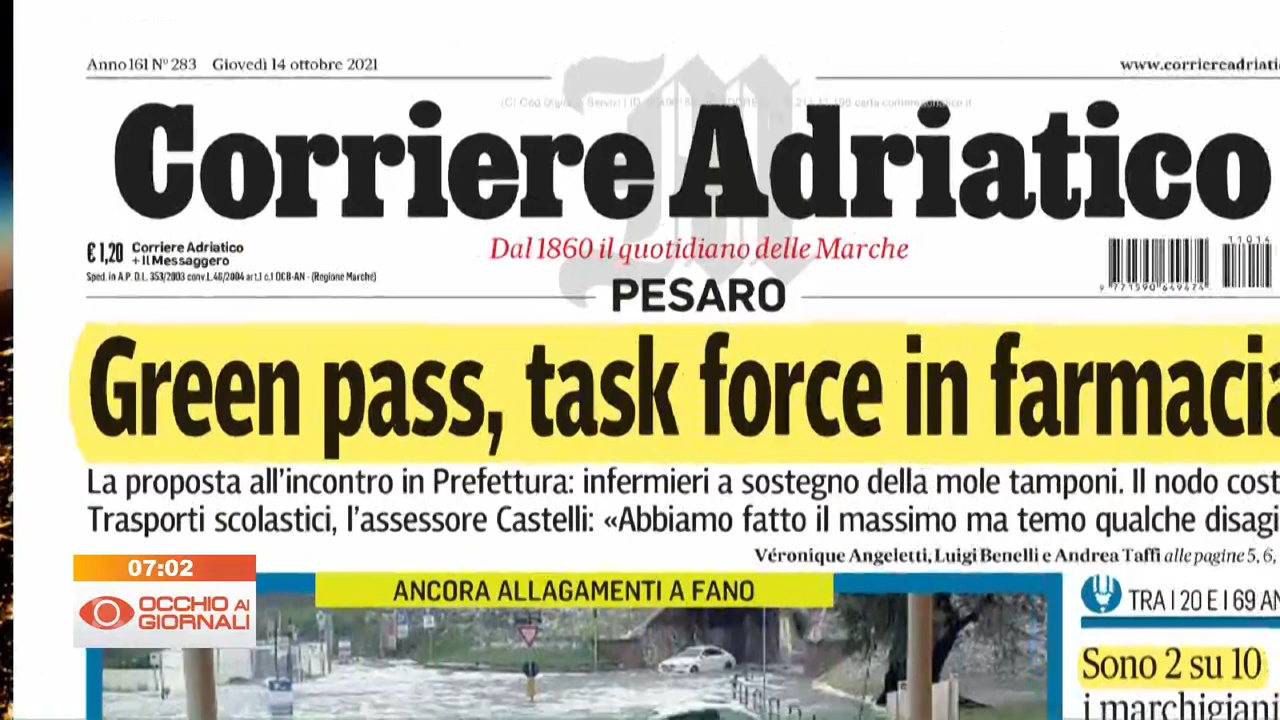 Anno 161 N° 283 Giovedì 14 ottobre 2021
www.corriereadriati
Corriere Adriatico
€ 1,20 Corriere Adriatico
+ Il Messaggero
Sped. in A.P. D.L. 353/2003 conv.L.46/2004 art.1 c.1 DCB-AN - (Regione Marche)
Dal 1860 il quotidiano delle Marche
11014
9 771590 649674
PESARO
Green pass, task force in farmacia
La proposta all'incontro in Prefettura: infermieri a sostegno della mole tamponi. Il nodo cost
Trasporti scolastici, l'assessore Castelli: «Abbiamo fatto il massimo ma temo qualche disagi
Véronique Angeletti, Luigi Benelli e Andrea Taffi alle pagine 5, 6,
07:02
OCCHIO AI
GIORNALI
ANCORA ALLAGAMENTI A FANO
TRA I 20 E I 69 AN
Sono 2 su 10
i marchigiani